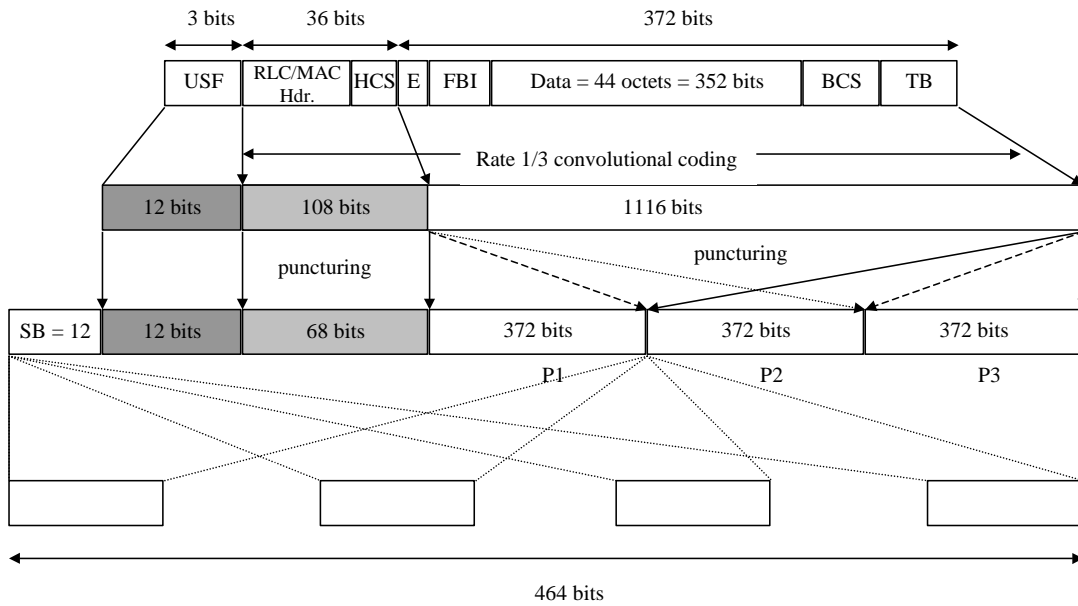 3 bits
36 bits
372 bits
USF
RLC/MAC
Hdr.
HCS
E
FBI
Data = 44 octets = 352 bits
BCS
TB
Rate 1/3 convolutional coding
12 bits
108 bits
1116 bits
puncturing
puncturing
SB = 12
12 bits
68 bits
372 bits
372 bits
372 bits
P1
P2
P3
464 bits